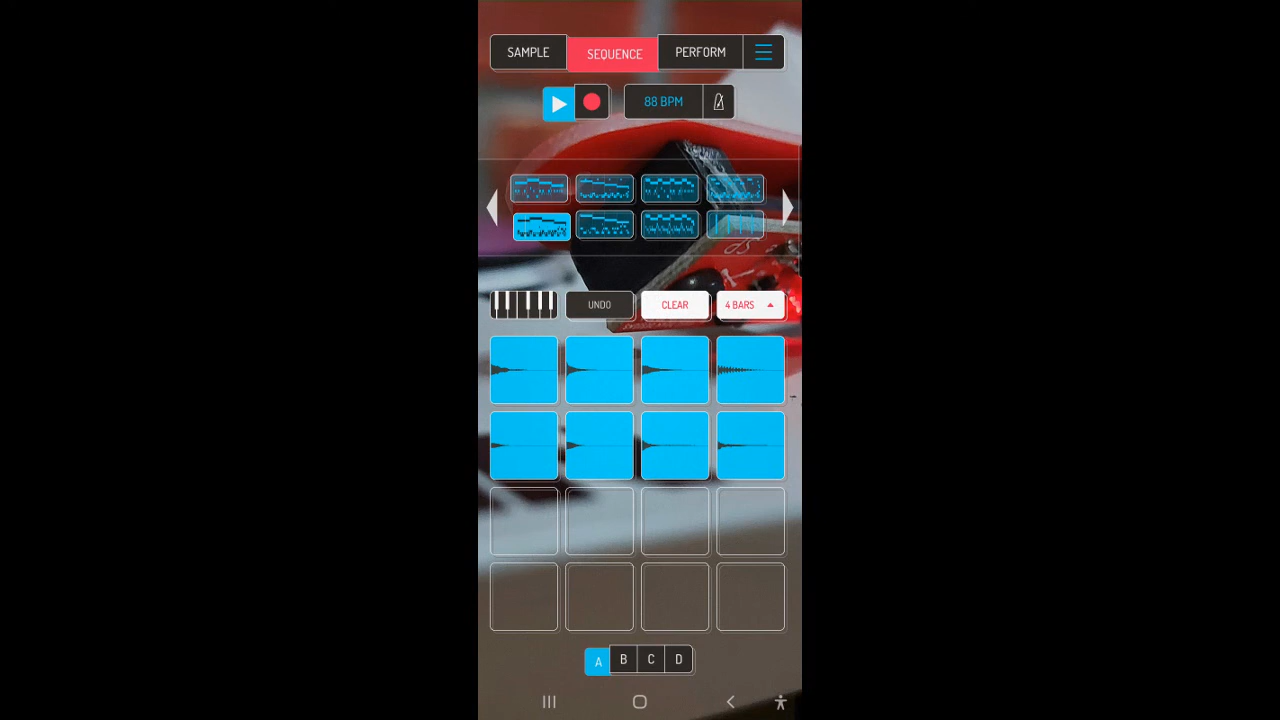 SAMPLE SEQUENCE PERFORM
88 BPM
UNDO CLEAR 4 BARS
A B C D